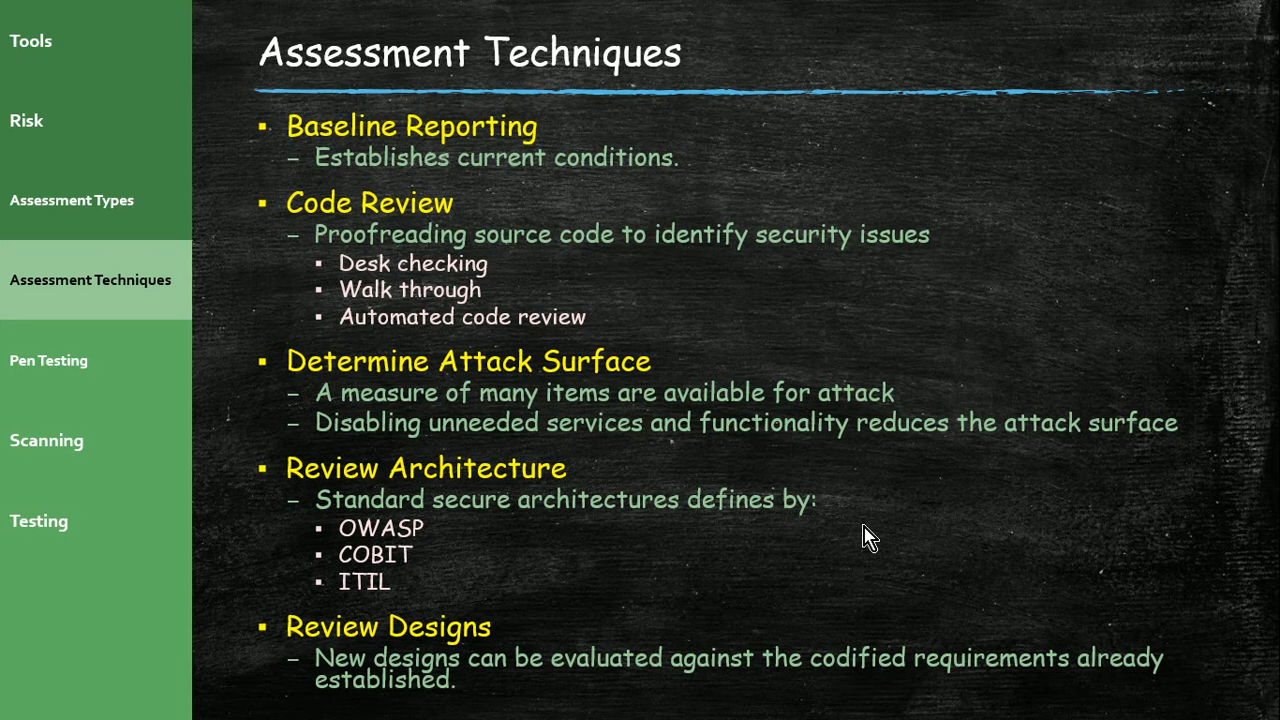 Tools
Risk
Assessment Types
Assessment Techniques
Pen Testing
Scanning
Testing
Assessment Techniques
▪ Baseline Reporting
– Establishes current conditions.
▪ Code Review
– Proofreading source code to identify security issues
▪ Desk checking
▪ Walk through
▪ Automated code review
▪ Determine Attack Surface
– A measure of many items are available for attack
– Disabling unneeded services and functionality reduces the attack surface
▪ Review Architecture
– Standard secure architectures defines by:
▪ OWASP
▪ COBIT
▪ ITIL
▪ Review Designs
– New designs can be evaluated against the codified requirements already
established.